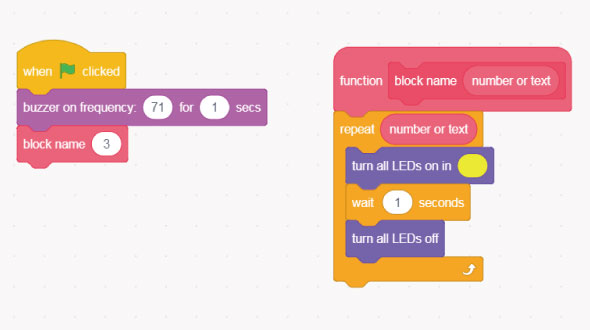 when clicked
buzzer on frequency: 71 for 1 secs
block name 3
function block name number or text
repeat number or text
turn all LEDs on in
wait 1 seconds
turn all LEDs off